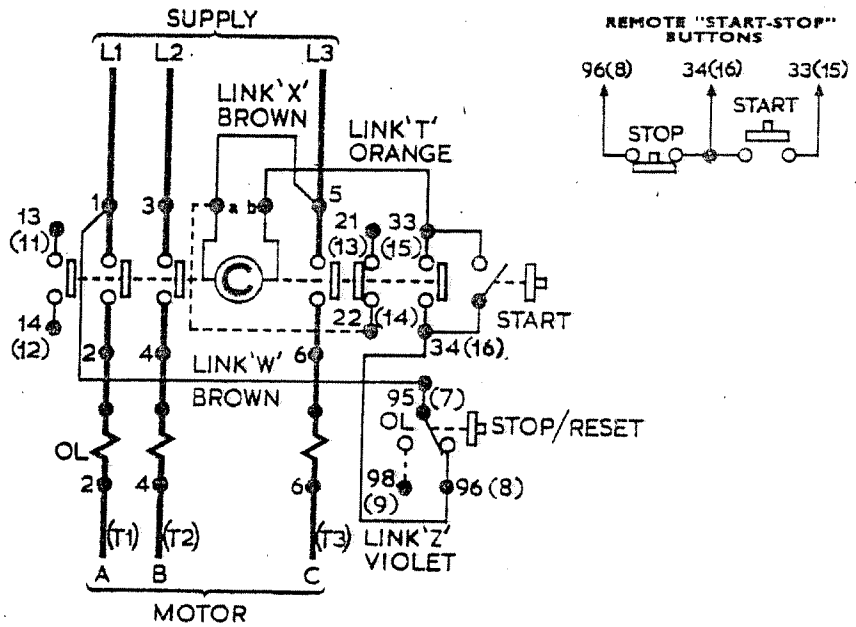 SUPPLY
REMOTE "START-STOP"
BUTTONS
L1 L2 L3
96(8) 34(16) 33(15)
LINK 'X'
BROWN
START
STOP
LINK 'T'
ORANGE
1 3 a b 5
13
(11)
21
(13)
33
(15)
C
14
(12)
22
(14)
START
34(16)
2 4 6
LINK 'W'
BROWN
95 (7)
OL
STOP/RESET
OL
2 4 6
98
(9)
96(8)
(T1) (T2) (T3)
LINK 'Z'
VIOLET
A B C
MOTOR